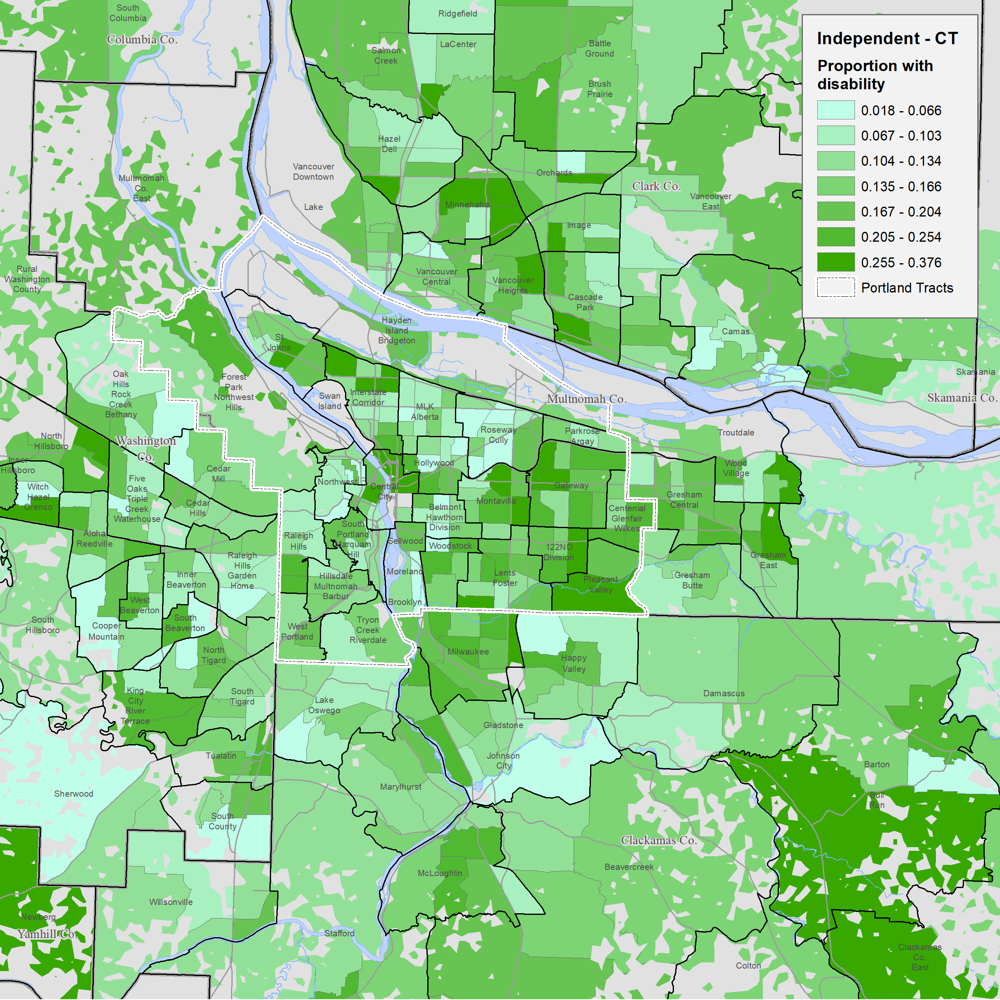 Independent - CT
Proportion with
disability
0.018 - 0.066
0.067 - 0.103
0.104 - 0.134
0.135 - 0.166
0.167 - 0.204
0.205 - 0.254
0.255 - 0.376
Portland Tracts
South
Columbia
Columbia Co.
Ridgefield
LaCenter
Salmon
Creek
Battle
Ground
Brush
Prairie
Hazel
Dell
Vancouver
Downtown
Orchards
Clark Co.
Vancouver
East
Multmomah
Co.
East
Lake
Minnehaha
Image
Rural
Washington
County
Vancouver
Central
Vancouver
Heights
Cascade
Park
Hayden
Island
Bridgeton
Camas
St
Johns
Skamania
Skamania Co.
Oak
Hills
Rock
Creek
Bethany
Forest
Park
Northwest
Hills
Swan
Island
Interstate
Corridor
MLK
Alberta
Multnomah Co.
Roseway
Cully
Parkrose
Argay
Troutdale
North
Hillsboro
Washington
Co.
Inner
Hillsboro
Cedar
Mill
Hollywood
Wood
Village
Witch
Hazel
Orenco
Five
Oaks
Triple
Creek
Waterhouse
Northwest
Central
City
Gateway
Gresham
Central
Cedar
Hills
Belmont
Hawthorn
Division
Montavilla
Centenial
Glenfair
Wilkes
Aloha
Reedville
Raleigh
Hills
South
Portland
Marquam
Hill
Sellwood
Woodstock
122ND
Division
Gresham
East
Raleigh
Hills
Garden
Home
Inner
Beaverton
Hillsdale
Multnomah
Barbur
Moreland
Lents
Foster
Pleasant
Valley
Gresham
Butte
West
Beaverton
Brooklyn
South
Hillsboro
Cooper
Mountain
South
Beaverton
West
Portland
Tryon
Creek
Riverdale
North
Tigard
Milwaukee
Happy
Valley
King
City
River
Terrace
South
Tigard
Lake
Oswego
Damascus
Gladstone
Tualatin
Johnson
City
Barton
Sherwood
Marylhurst
Bull
Run
South
County
Clackamas Co.
Beavercreek
McLoughlin
Willsonville
Newberg
Yamhill Co.
Stafford
Colton
Clackamas
Co.
East